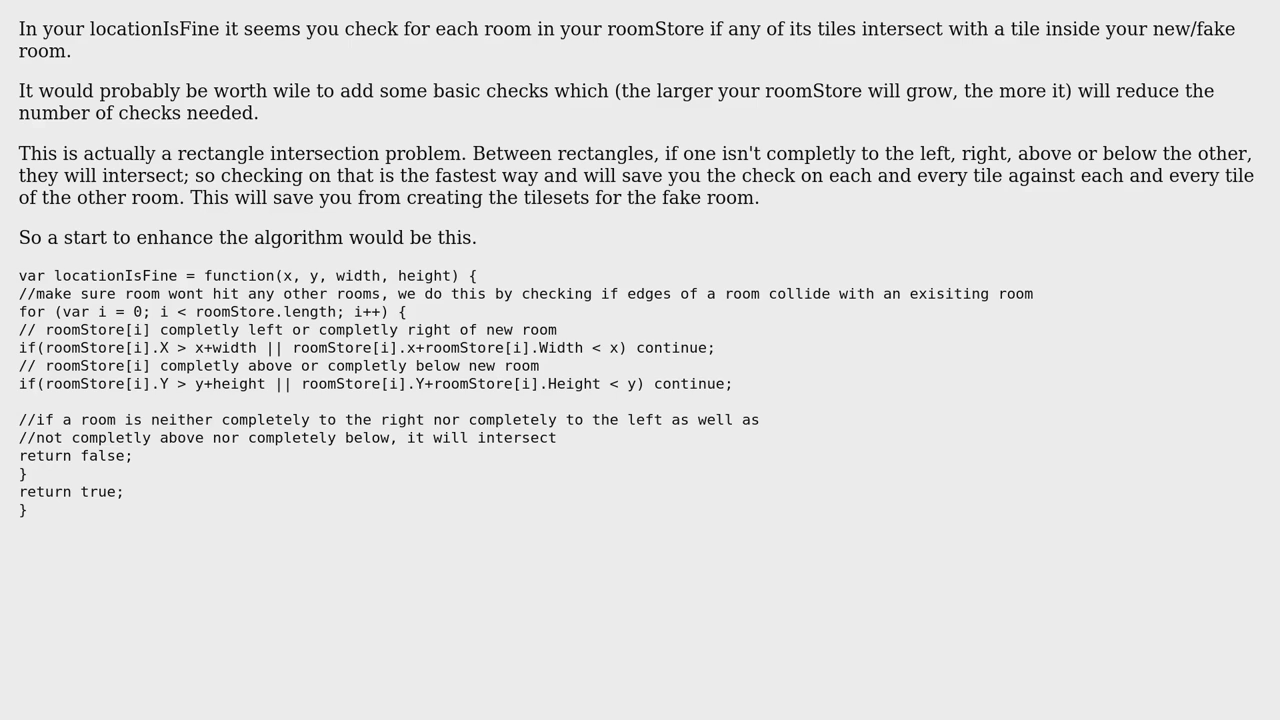 In your locationIsFine it seems you check for each room in your roomStore if any of its tiles intersect with a tile inside your new/fake
room.
It would probably be worth wile to add some basic checks which (the larger your roomStore will grow, the more it) will reduce the
number of checks needed.
This is actually a rectangle intersection problem. Between rectangles, if one isn't completly to the left, right, above or below the other,
they will intersect; so checking on that is the fastest way and will save you the check on each and every tile against each and every tile
of the other room. This will save you from creating the tilesets for the fake room.
So a start to enhance the algorithm would be this.
var locationIsFine = function(x, y, width, height) {
//make sure room wont hit any other rooms, we do this by checking if edges of a room collide with an exisiting room
for (var i = 0; i < roomStore.length; i++) {
// roomStore[i] completly left or completly right of new room
if(roomStore[i].X > x+width || roomStore[i].x+roomStore[i].Width < x) continue;
// roomStore[i] completly above or completly below new room
if(roomStore[i].Y > y+height || roomStore[i].Y+roomStore[i].Height < y) continue;
//if a room is neither completely to the right nor completely to the left as well as
//not completly above nor completely below, it will intersect
return false;
}
return true;
}